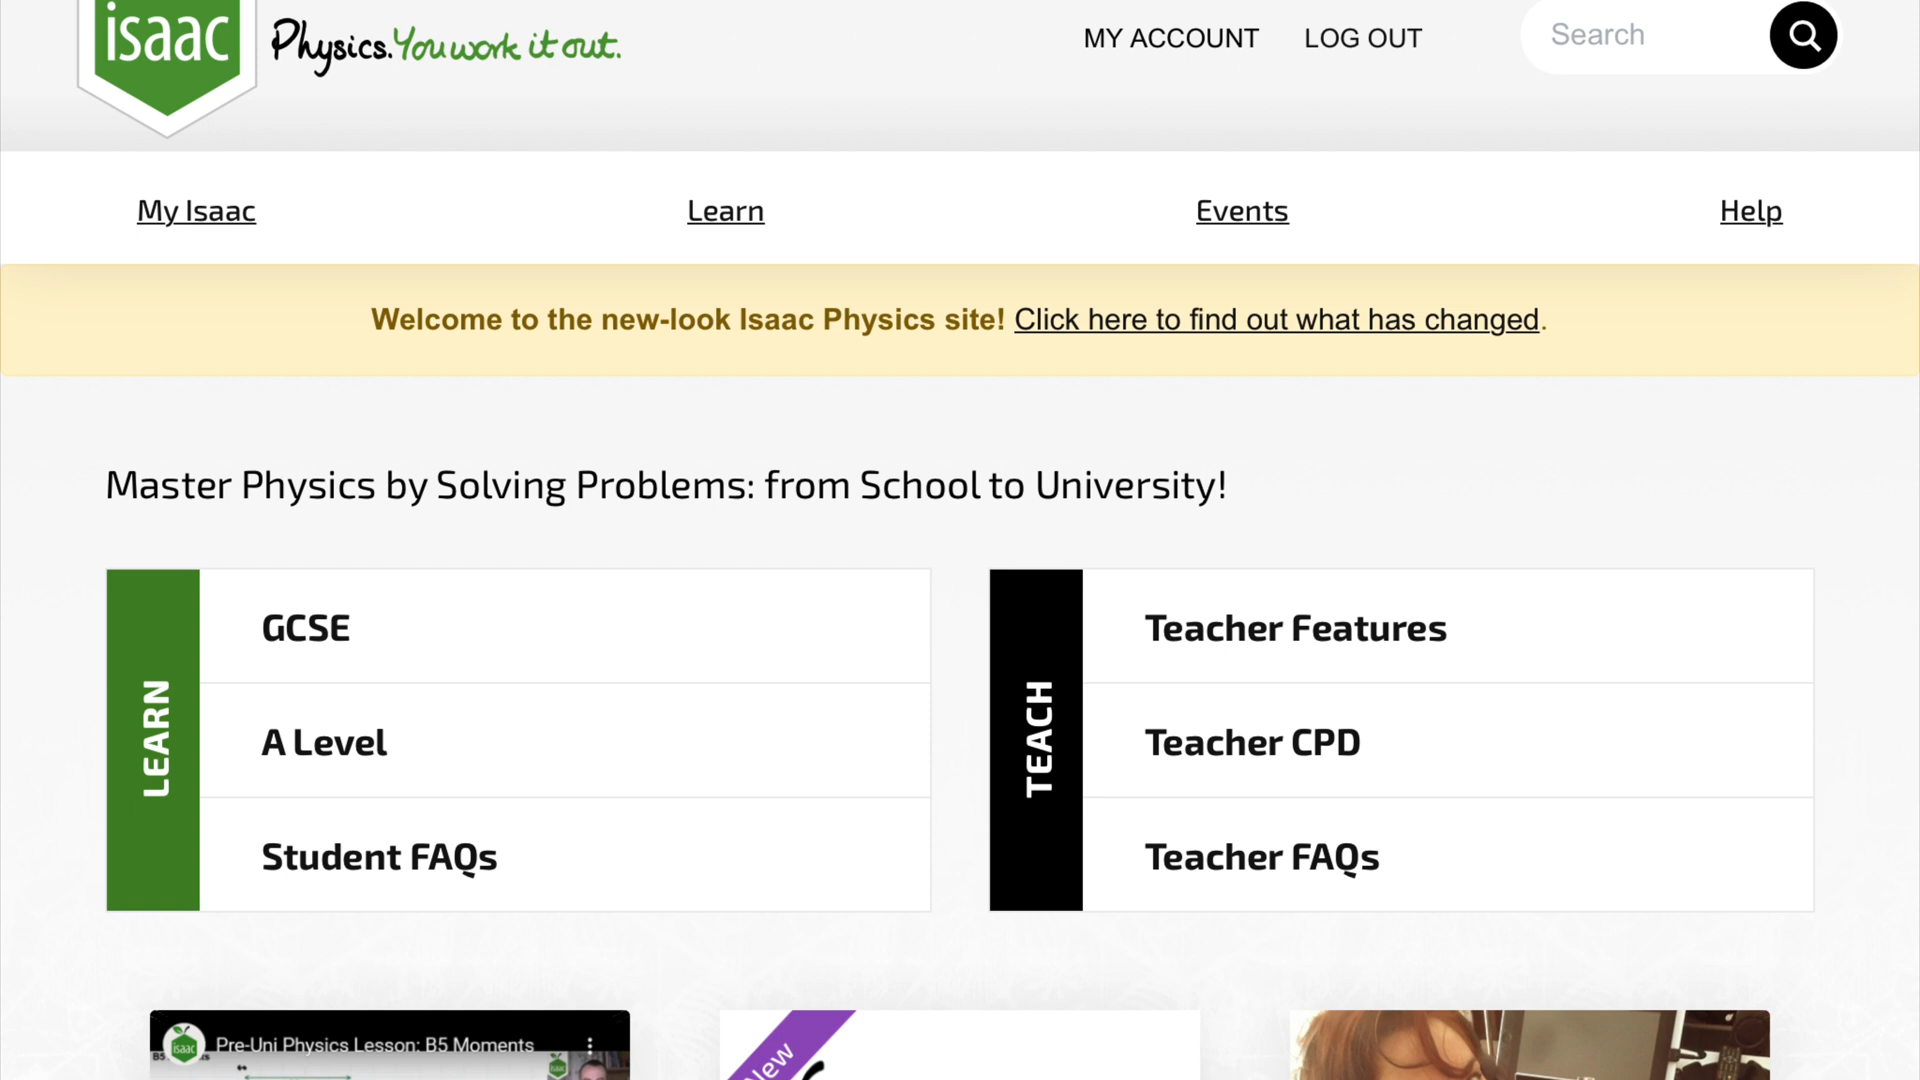 isaac
Physics. You work it out.
MY ACCOUNT
LOG OUT
Search
My Isaac
Learn
Events
Help
Welcome to the new-look Isaac Physics site! Click here to find out what has changed.
Master Physics by Solving Problems: from School to University!
LEARN
GCSE
A Level
Student FAQs
TEACH
Teacher Features
Teacher CPD
Teacher FAQs
isaac
Pre-Uni Physics Lesson: B5 Moments
New